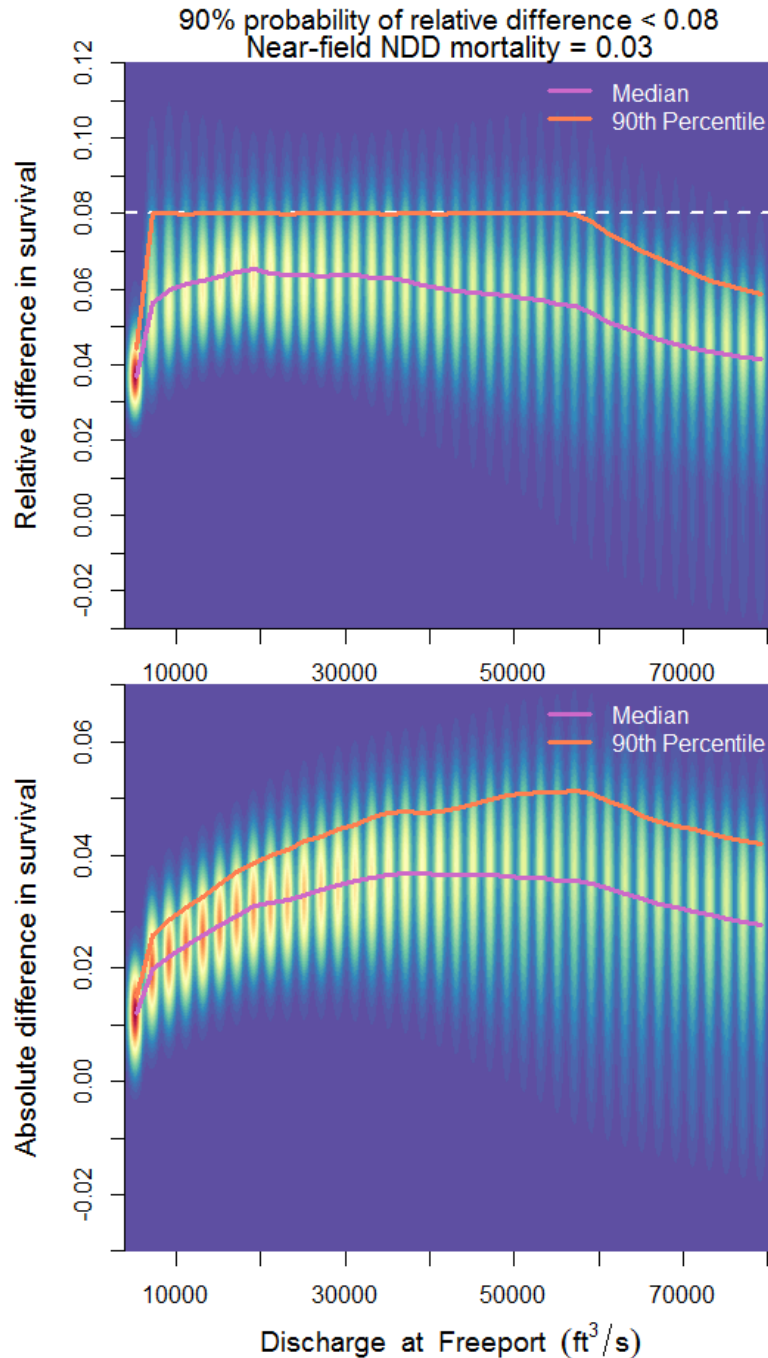 90% probability of relative difference < 0.08
Near-field NDD mortality = 0.03
Relative difference in survival
0.12
0.10
0.08
0.06
0.04
0.02
0.00
-0.02
Median
90th Percentile
10000 30000 50000 70000
Absolute difference in survival
0.06
0.04
0.02
0.00
-0.02
Median
90th Percentile
10000 30000 50000 70000
Discharge at Freeport (ft³/s)